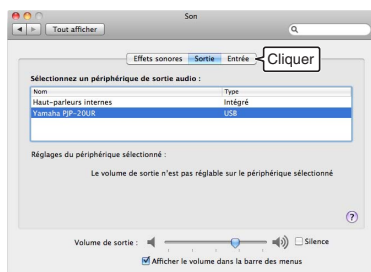 Son
Tout afficher
Effets sonores Sortie Entrée Cliquer
Sélectionnez un périphérique de sortie audio :
Nom Type
Haut-parleurs internes Intégré
Yamaha PJP-20UR USB
Réglages du périphérique sélectionné :
Le volume de sortie n'est pas réglable sur le périphérique sélectionné
?
Volume de sortie : Silence
Afficher le volume dans la barre des menus